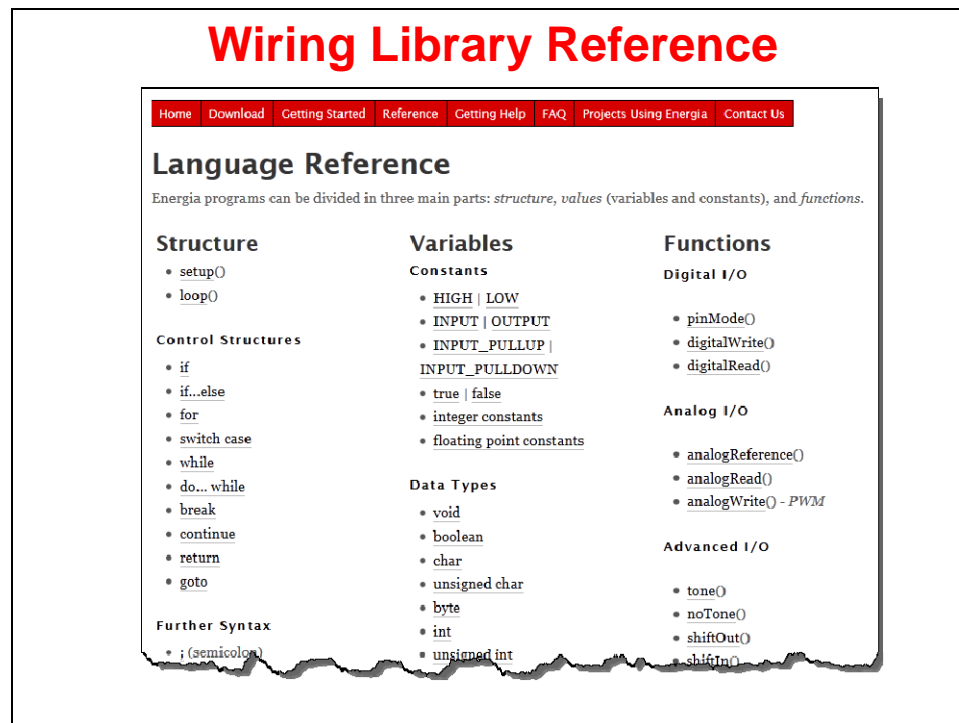 Wiring Library Reference
Home Download Getting Started Reference Getting Help FAQ Projects Using Energia Contact Us
Language Reference
Energia programs can be divided in three main parts: structure, values (variables and constants), and functions.
Structure
• setup()
• loop()
Control Structures
• if
• if...else
• for
• switch case
• while
• do... while
• break
• continue
• return
• goto
Further Syntax
• ; (semicolon)
Variables
Constants
• HIGH | LOW
• INPUT | OUTPUT
• INPUT_PULLUP |
INPUT_PULLDOWN
• true | false
• integer constants
• floating point constants
Data Types
• void
• boolean
• char
• unsigned char
• byte
• int
• unsigned int
Functions
Digital I/O
• pinMode()
• digitalWrite()
• digitalRead()
Analog I/O
• analogReference()
• analogRead()
• analogWrite() - PWM
Advanced I/O
• tone()
• noTone()
• shiftOut()
• shiftIn()